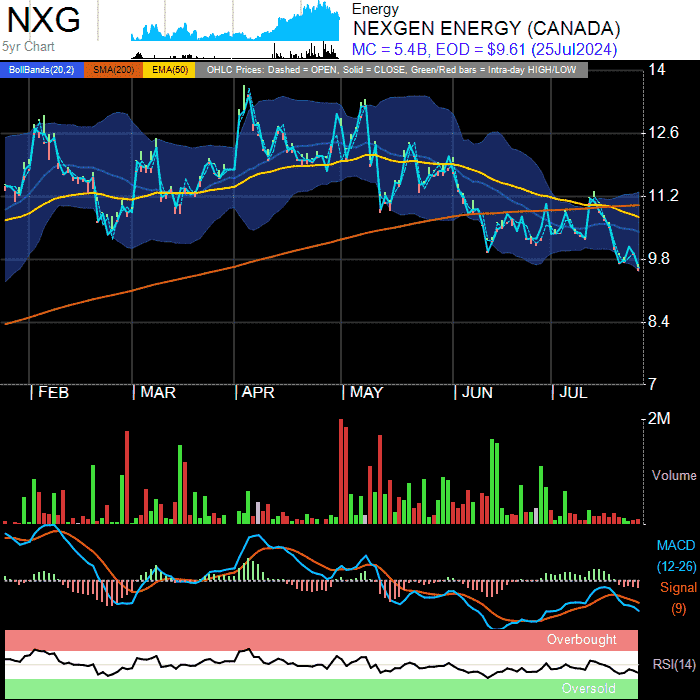 NXG
5yr Chart
Energy
NEXGEN ENERGY (CANADA)
MC = 5.4B, EOD = $9.61 (25Jul2024)
BollBands(20,2) SMA(200) EMA(50) OHLC Prices: Dashed = OPEN, Solid = CLOSE, Green/Red bars = Intra-day HIGH/LOW
14
12.6
11.2
9.8
8.4
7
| FEB | MAR | APR | MAY | JUN | JUL
2M
Volume
MACD
(12-26)
Signal
(9)
Overbought
RSI(14)
Oversold